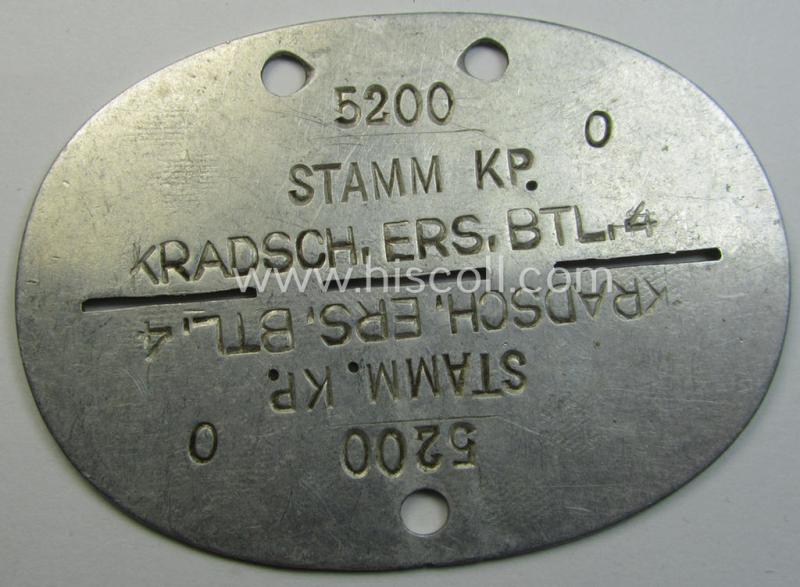 5200
0
STAMM KP.
KRADSCH. ERS. BTL. 4
www.hiscoll.com
KRADSCH. ERS. BTL. 4
STAMM. KP.
0
5200